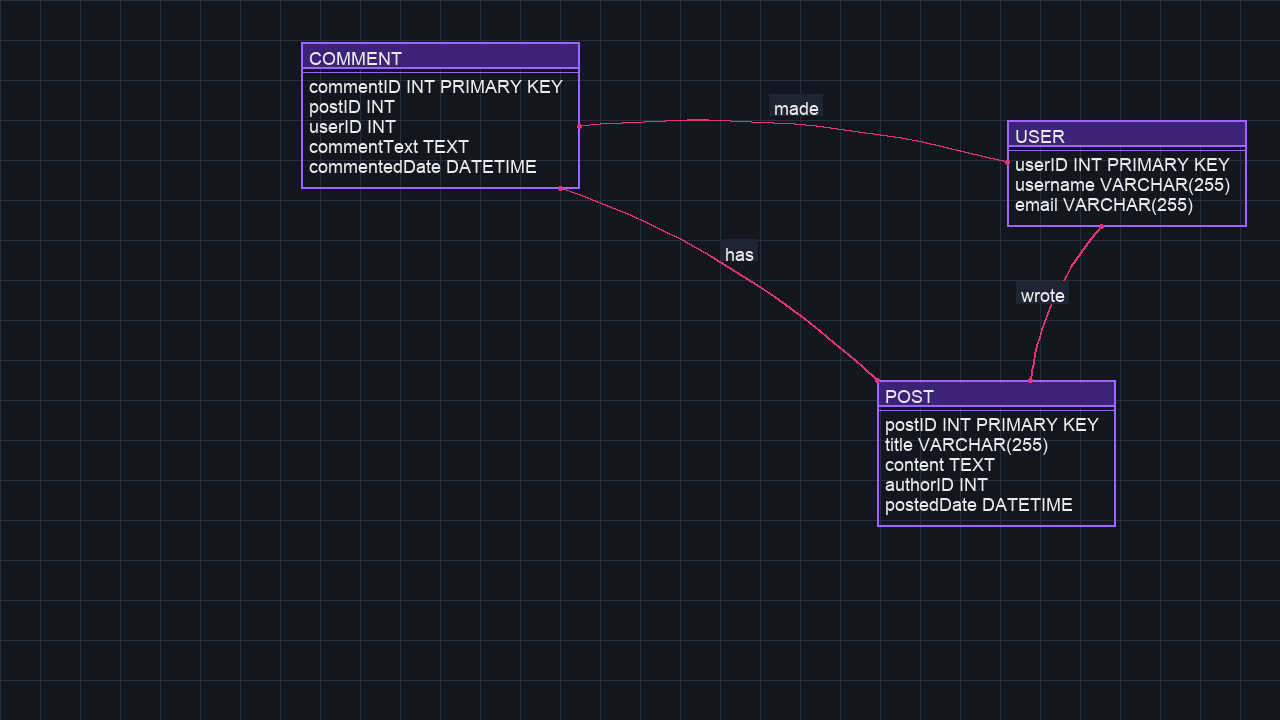 COMMENT
commentID INT PRIMARY KEY
postID INT
userID INT
commentText TEXT
commentedDate DATETIME
made
USER
userID INT PRIMARY KEY
username VARCHAR(255)
email VARCHAR(255)
has
wrote
POST
postID INT PRIMARY KEY
title VARCHAR(255)
content TEXT
authorID INT
postedDate DATETIME